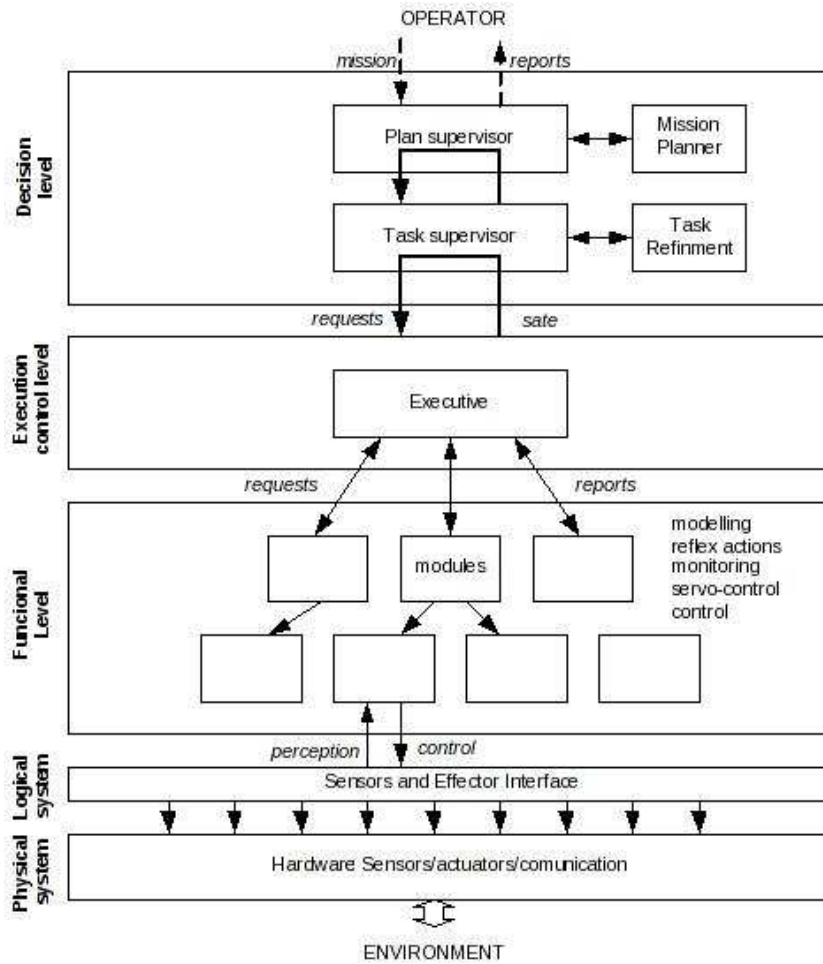 OPERATOR
mission
reports
Decision
level
Plan supervisor
Mission
Planner
Task supervisor
Task
Refinment
requests
sate
Execution
control level
Executive
requests
reports
Funcional
Level
modules
modelling
reflex actions
monitoring
servo-control
control
perception
control
Logical
system
Sensors and Effector Interface
Physical
system
Hardware Sensors/actuators/comunication
ENVIRONMENT